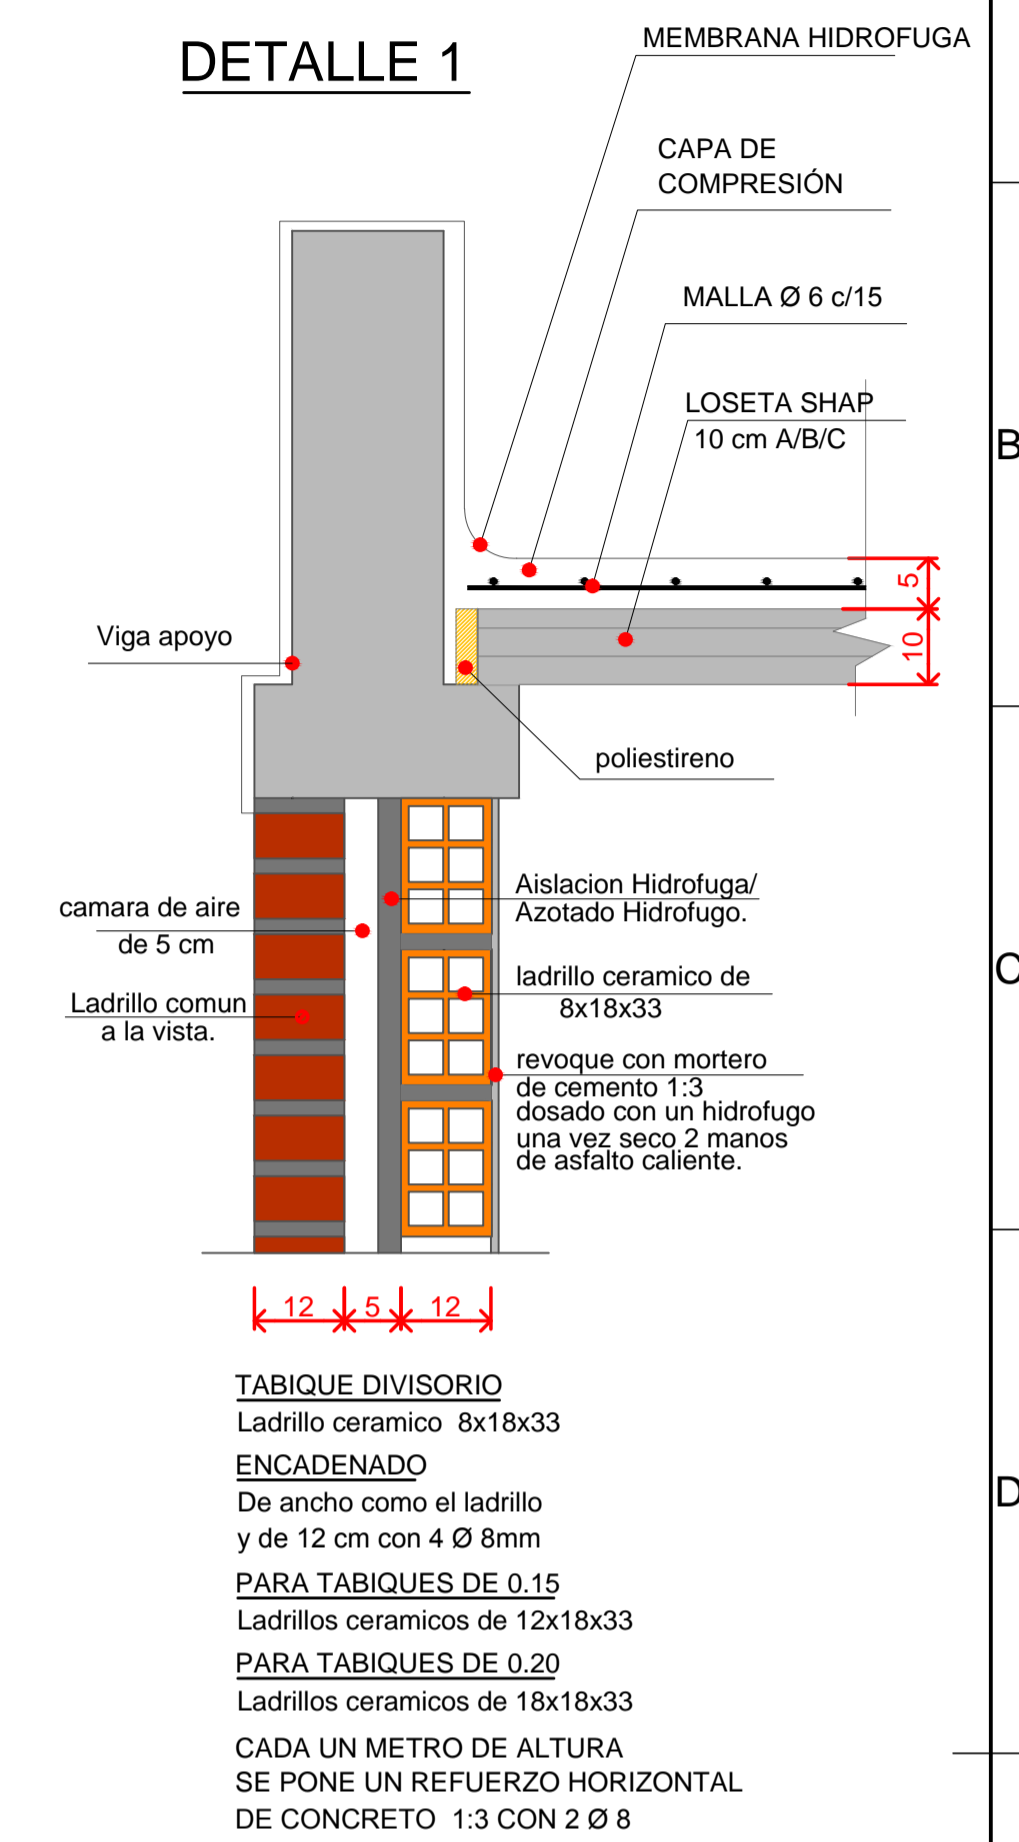 DETALLE 1
MEMBRANA HIDROFUGA
CAPA DE
COMPRESIÓN
MALLA Ø 6 c/15
LOSETA SHAP
10 cm A/B/C
B
5
10
Viga apoyo
poliestireno
camara de aire
de 5 cm
Aislacion Hidrofuga/
Azotado Hidrofugo.
C
Ladrillo comun
a la vista.
ladrillo ceramico de
8x18x33
revoque con mortero
de cemento 1:3
dosado con un hidrofugo
una vez seco 2 manos
de asfalto caliente.
12 5 12
TABIQUE DIVISORIO
Ladrillo ceramico 8x18x33
ENCADENADO
De ancho como el ladrillo
y de 12 cm con 4 Ø 8mm
D
PARA TABIQUES DE 0.15
Ladrillos ceramicos de 12x18x33
PARA TABIQUES DE 0.20
Ladrillos ceramicos de 18x18x33
CADA UN METRO DE ALTURA
SE PONE UN REFUERZO HORIZONTAL
DE CONCRETO 1:3 CON 2 Ø 8